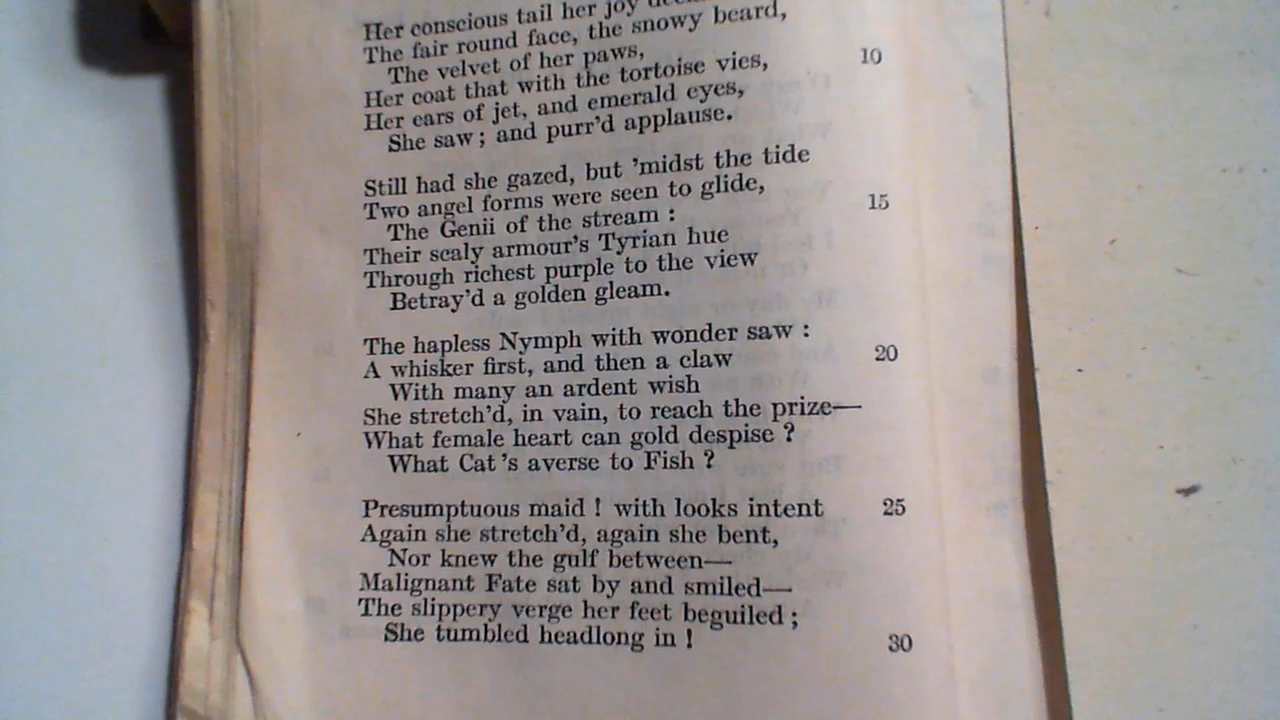 Her conscious tail her joy
The fair round face, the snowy beard,
The velvet of her paws, 10
Her coat that with the tortoise vies,
Her ears of jet, and emerald eyes,
She saw ; and purr'd applause.
Still had she gazed, but 'midst the tide
Two angel forms were seen to glide,
The Genii of the stream : 15
Their scaly armour's Tyrian hue
Through richest purple to the view
Betray'd a golden gleam.
The hapless Nymph with wonder saw :
A whisker first, and then a claw 20
With many an ardent wish
She stretch'd, in vain, to reach the prize—
What female heart can gold despise ?
What Cat's averse to Fish ?
Presumptuous maid ! with looks intent 25
Again she stretch'd, again she bent,
Nor knew the gulf between—
Malignant Fate sat by and smiled—
The slippery verge her feet beguiled ;
She tumbled headlong in ! 30